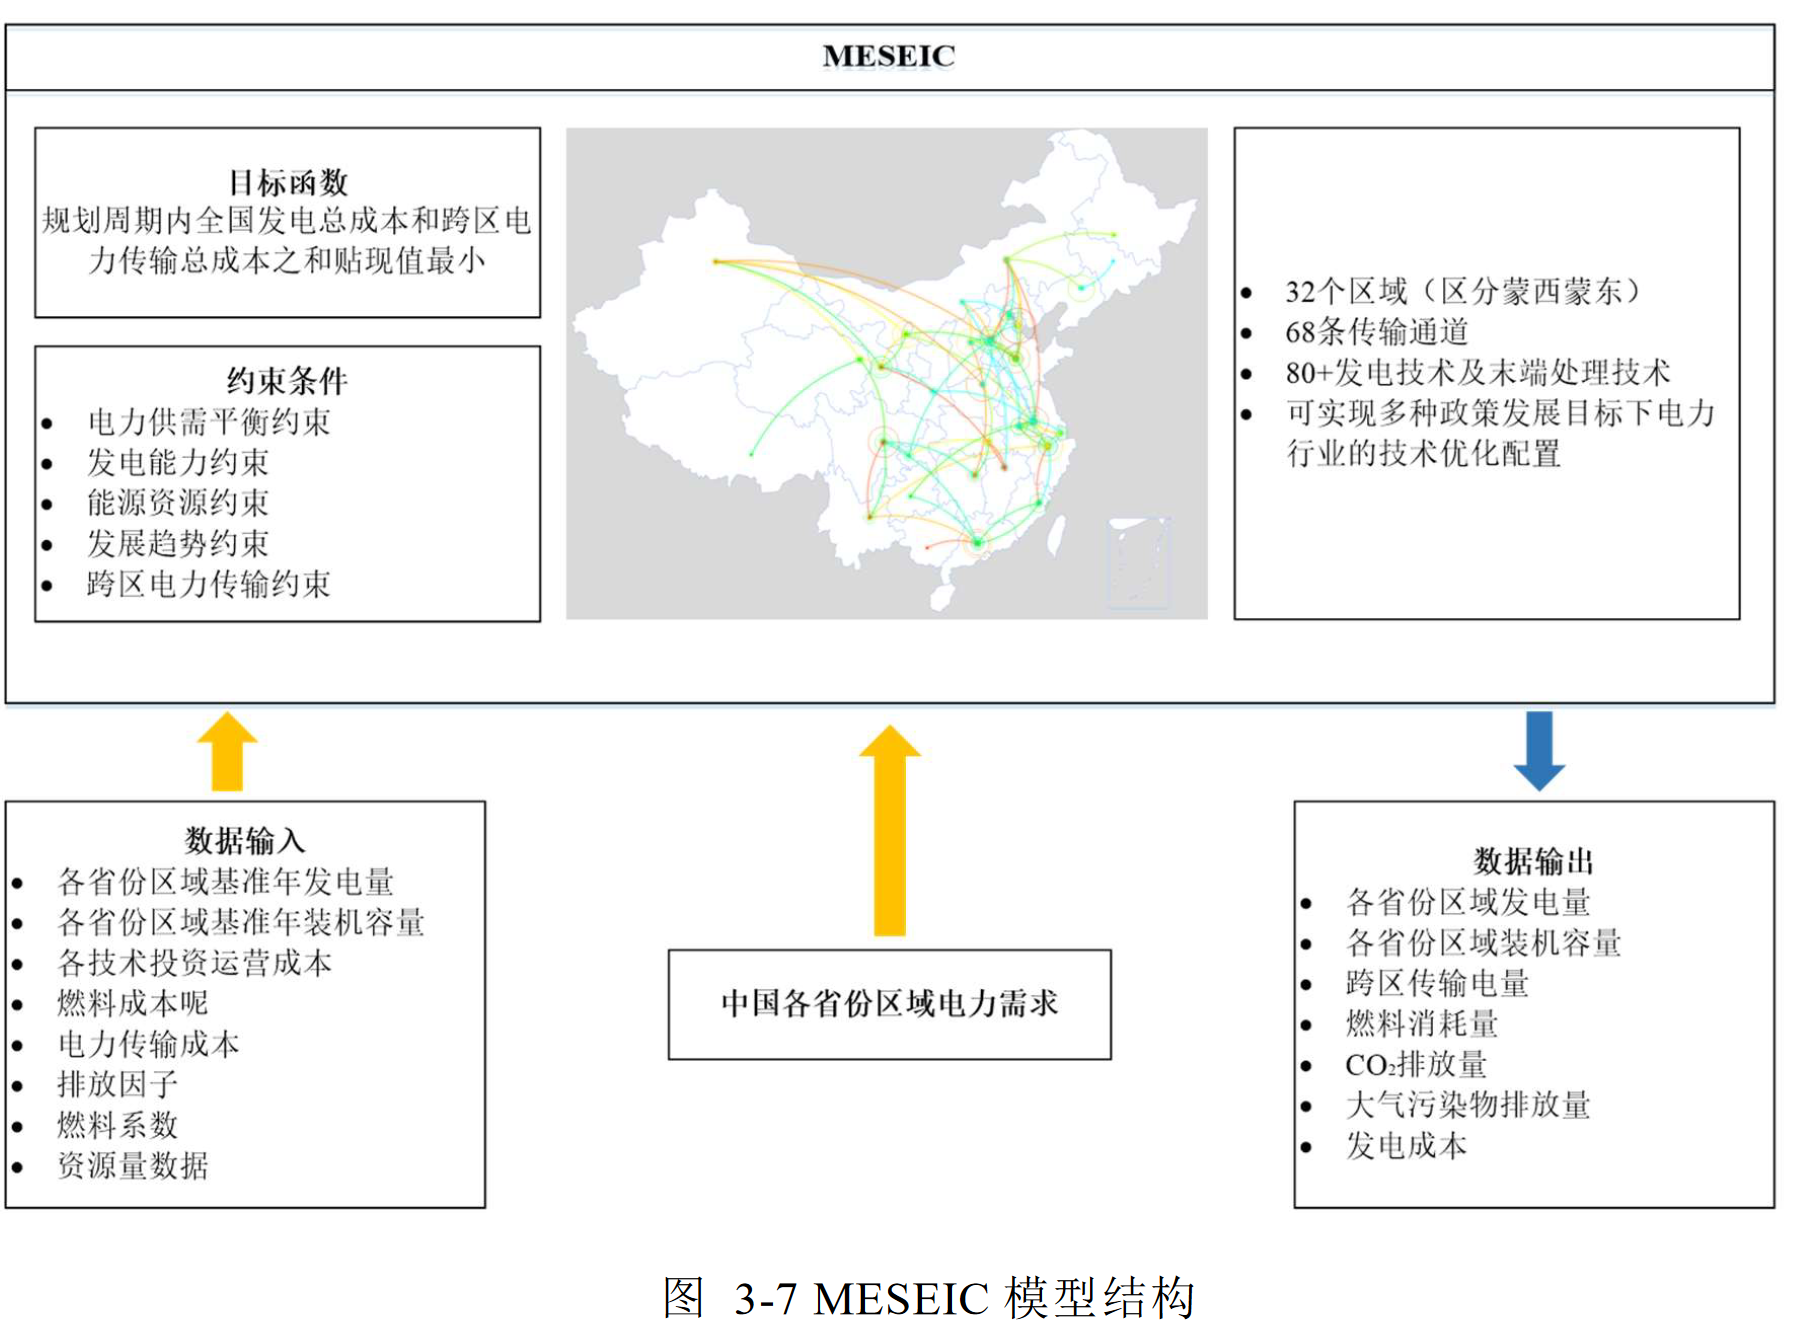 MESEIC
目标函数
规划周期内全国发电总成本和跨区电
力传输总成本之和贴现值最小
约束条件
• 电力供需平衡约束
• 发电能力约束
• 能源资源约束
• 发展趋势约束
• 跨区电力传输约束
• 32个区域（区分蒙西蒙东）
• 68条传输通道
• 80+发电技术及末端处理技术
• 可实现多种政策发展目标下电力
行业的技术优化配置
数据输入
• 各省份区域基准年发电量
• 各省份区域基准年装机容量
• 各技术投资运营成本
• 燃料成本呢
• 电力传输成本
• 排放因子
• 燃料系数
• 资源量数据
中国各省份区域电力需求
数据输出
• 各省份区域发电量
• 各省份区域装机容量
• 跨区传输电量
• 燃料消耗量
• CO₂排放量
• 大气污染物排放量
• 发电成本
图 3-7 MESEIC 模型结构